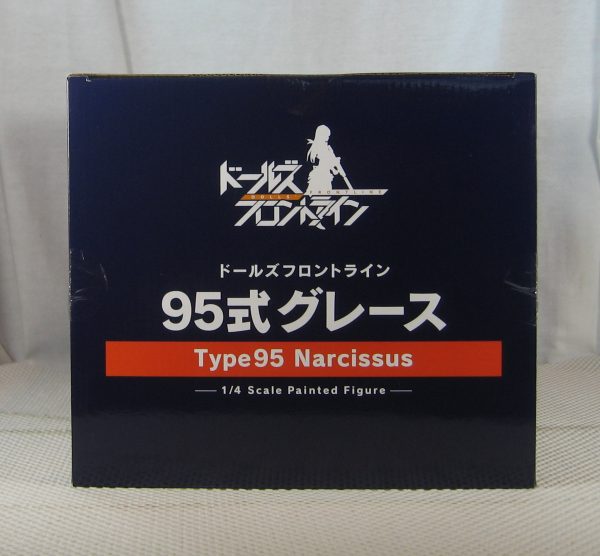 ドールズ
DOLLS FRONTLINE
フロントライン
ドールズフロントライン
95式 グレース
Type95 Narcissus
1/4 Scale Painted Figure